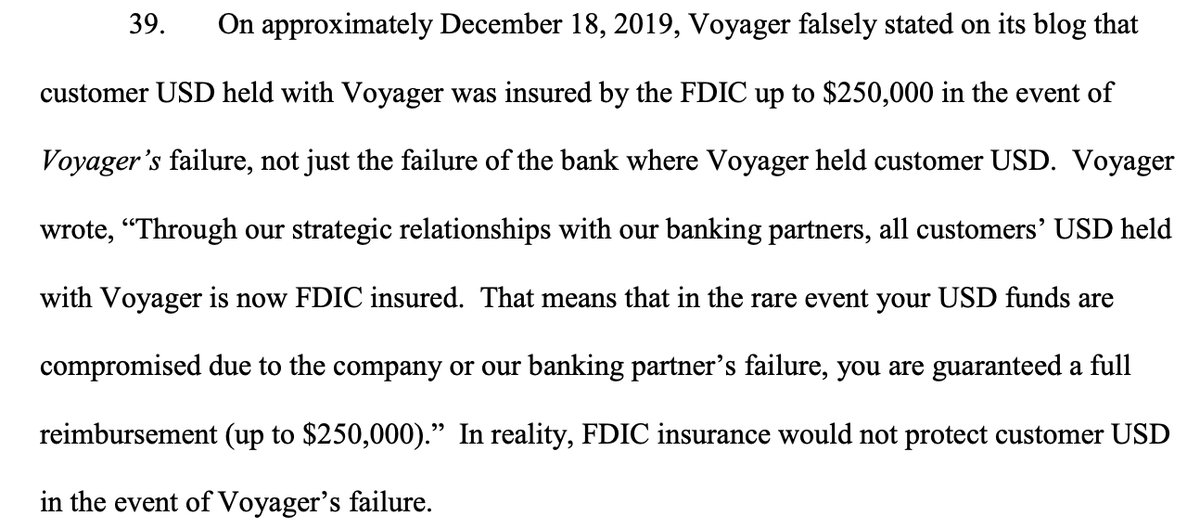 39. On approximately December 18, 2019, Voyager falsely stated on its blog that
customer USD held with Voyager was insured by the FDIC up to $250,000 in the event of
Voyager’s failure, not just the failure of the bank where Voyager held customer USD. Voyager
wrote, “Through our strategic relationships with our banking partners, all customers’ USD held
with Voyager is now FDIC insured. That means that in the rare event your USD funds are
compromised due to the company or our banking partner’s failure, you are guaranteed a full
reimbursement (up to $250,000).” In reality, FDIC insurance would not protect customer USD
in the event of Voyager’s failure.